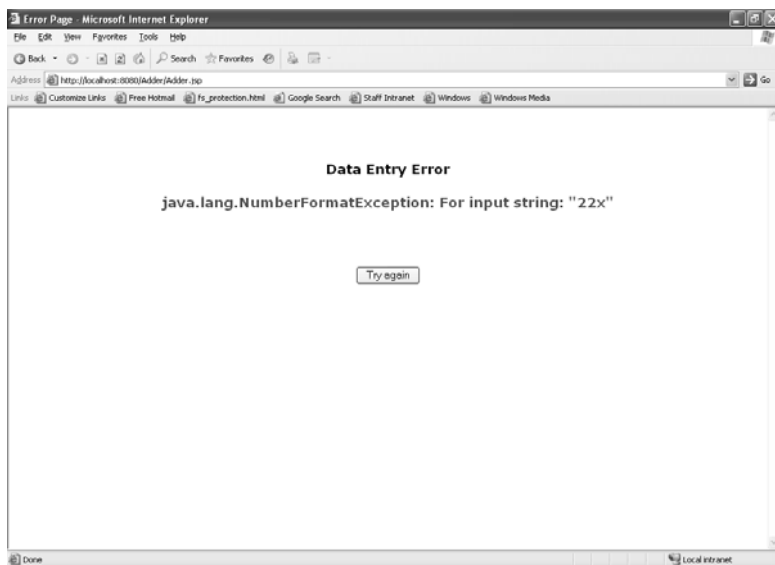 Error Page - Microsoft Internet Explorer
File Edit View Favorites Tools Help
Back Search Favorites
Address http://localhost:8080/Adder/Adder.jsp Go
Links Customize Links Free Hotmail fs_protection.html Google Search Staff Intranet Windows Windows Media
Data Entry Error
java.lang.NumberFormatException: For input string: "22x"
Try again
Done Local intranet